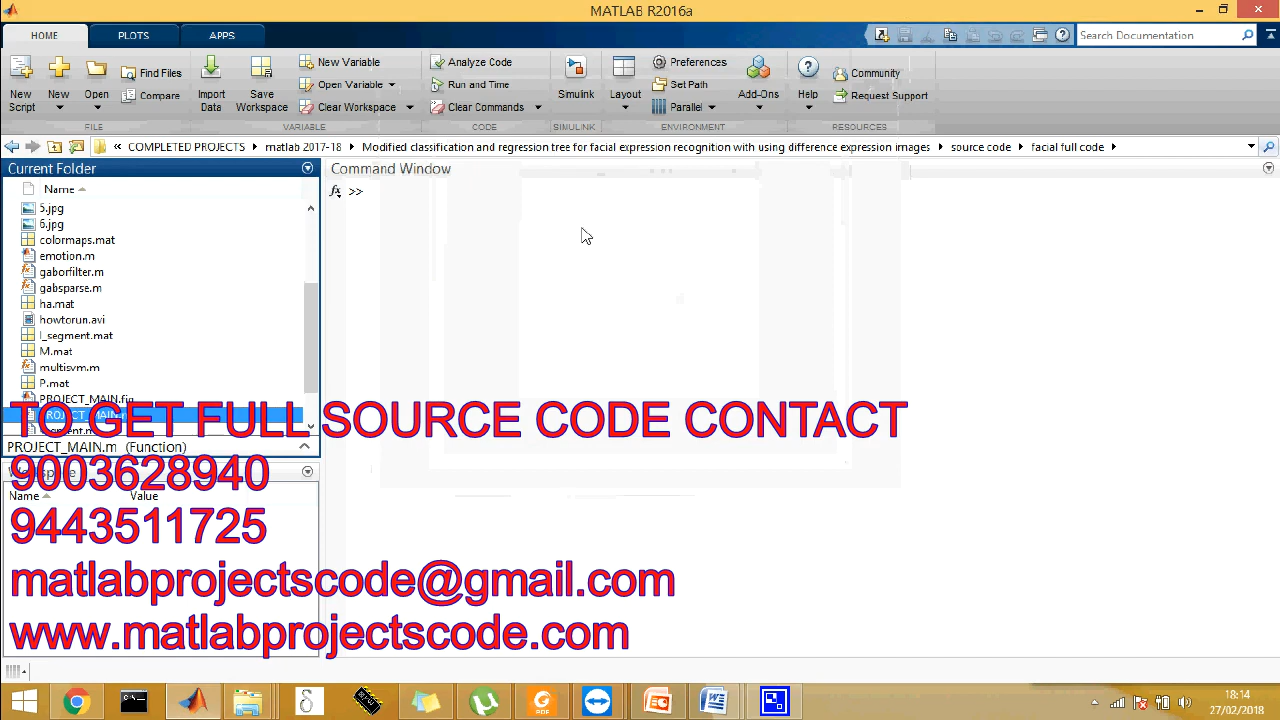 MATLAB R2016a
HOME PLOTS APPS Search Documentation
New Script New Open Find Files Compare
FILE
Import Data Save Workspace New Variable Open Variable Clear Workspace
VARIABLE
Analyze Code Run and Time Clear Commands
CODE
Simulink
SIMULINK
Layout Preferences Set Path Parallel Add-Ons
ENVIRONMENT
Help Community Request Support
RESOURCES
« COMPLETED PROJECTS matlab 2017-18 Modified classification and regression tree for facial expression recognition with using difference expression images source code facial full code
Current Folder
Name
5.jpg
6.jpg
colormaps.mat
emotion.m
gaborfilter.m
gabsparse.m
ha.mat
howtorun.avi
I_segment.mat
M.mat
multisvm.m
P.mat
PROJECT_MAIN.fig
PROJECT_MAIN.m (Function)
Workspace
Name Value
Command Window
fx >>
TO GET FULL SOURCE CODE CONTACT
9003628940
9443511725
matlabprojectscode@gmail.com
www.matlabprojectscode.com
18:14
27/02/2018